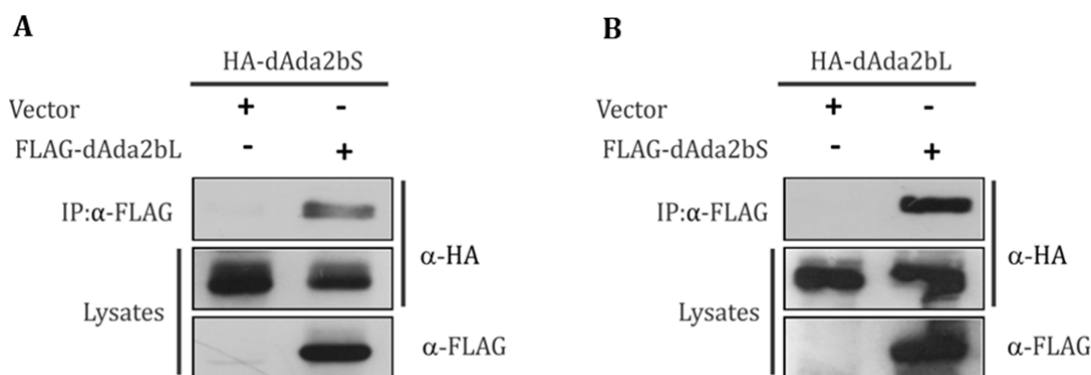 A
HA-dAda2bS
Vector + -
FLAG-dAda2bL - +
IP:α-FLAG
α-HA
Lysates
α-FLAG
B
HA-dAda2bL
Vector + -
FLAG-dAda2bS - +
IP:α-FLAG
α-HA
Lysates
α-FLAG